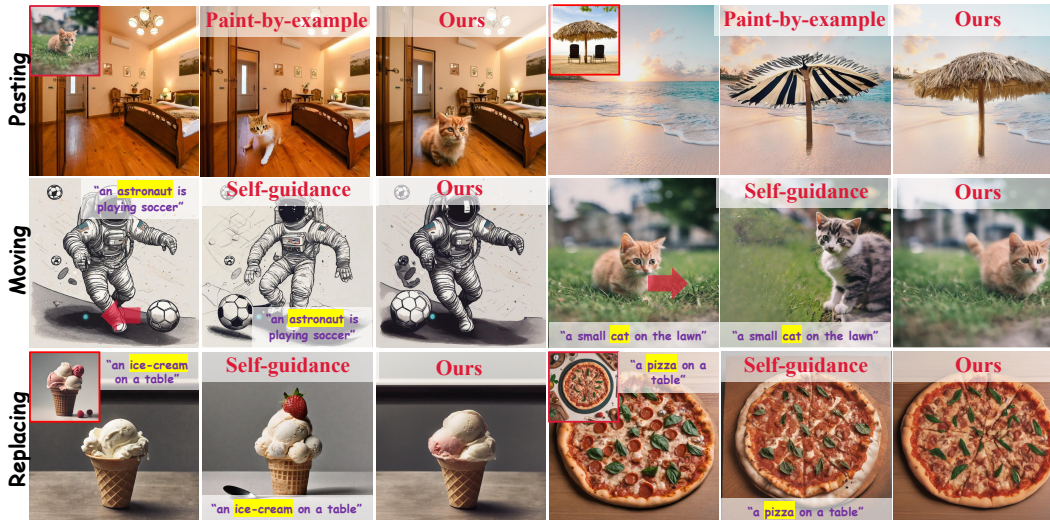 Pasting
Paint-by-example
Ours
Paint-by-example
Ours
Moving
"an astronaut is
playing soccer"
Self-guidance
"an astronaut is
playing soccer"
Ours
"a small cat on the lawn"
Self-guidance
"a small cat on the lawn"
Ours
Replacing
"an ice-cream
on a table"
Self-guidance
"an ice-cream on a table"
Ours
"a pizza on a
table"
Self-guidance
"a pizza on a table"
Ours